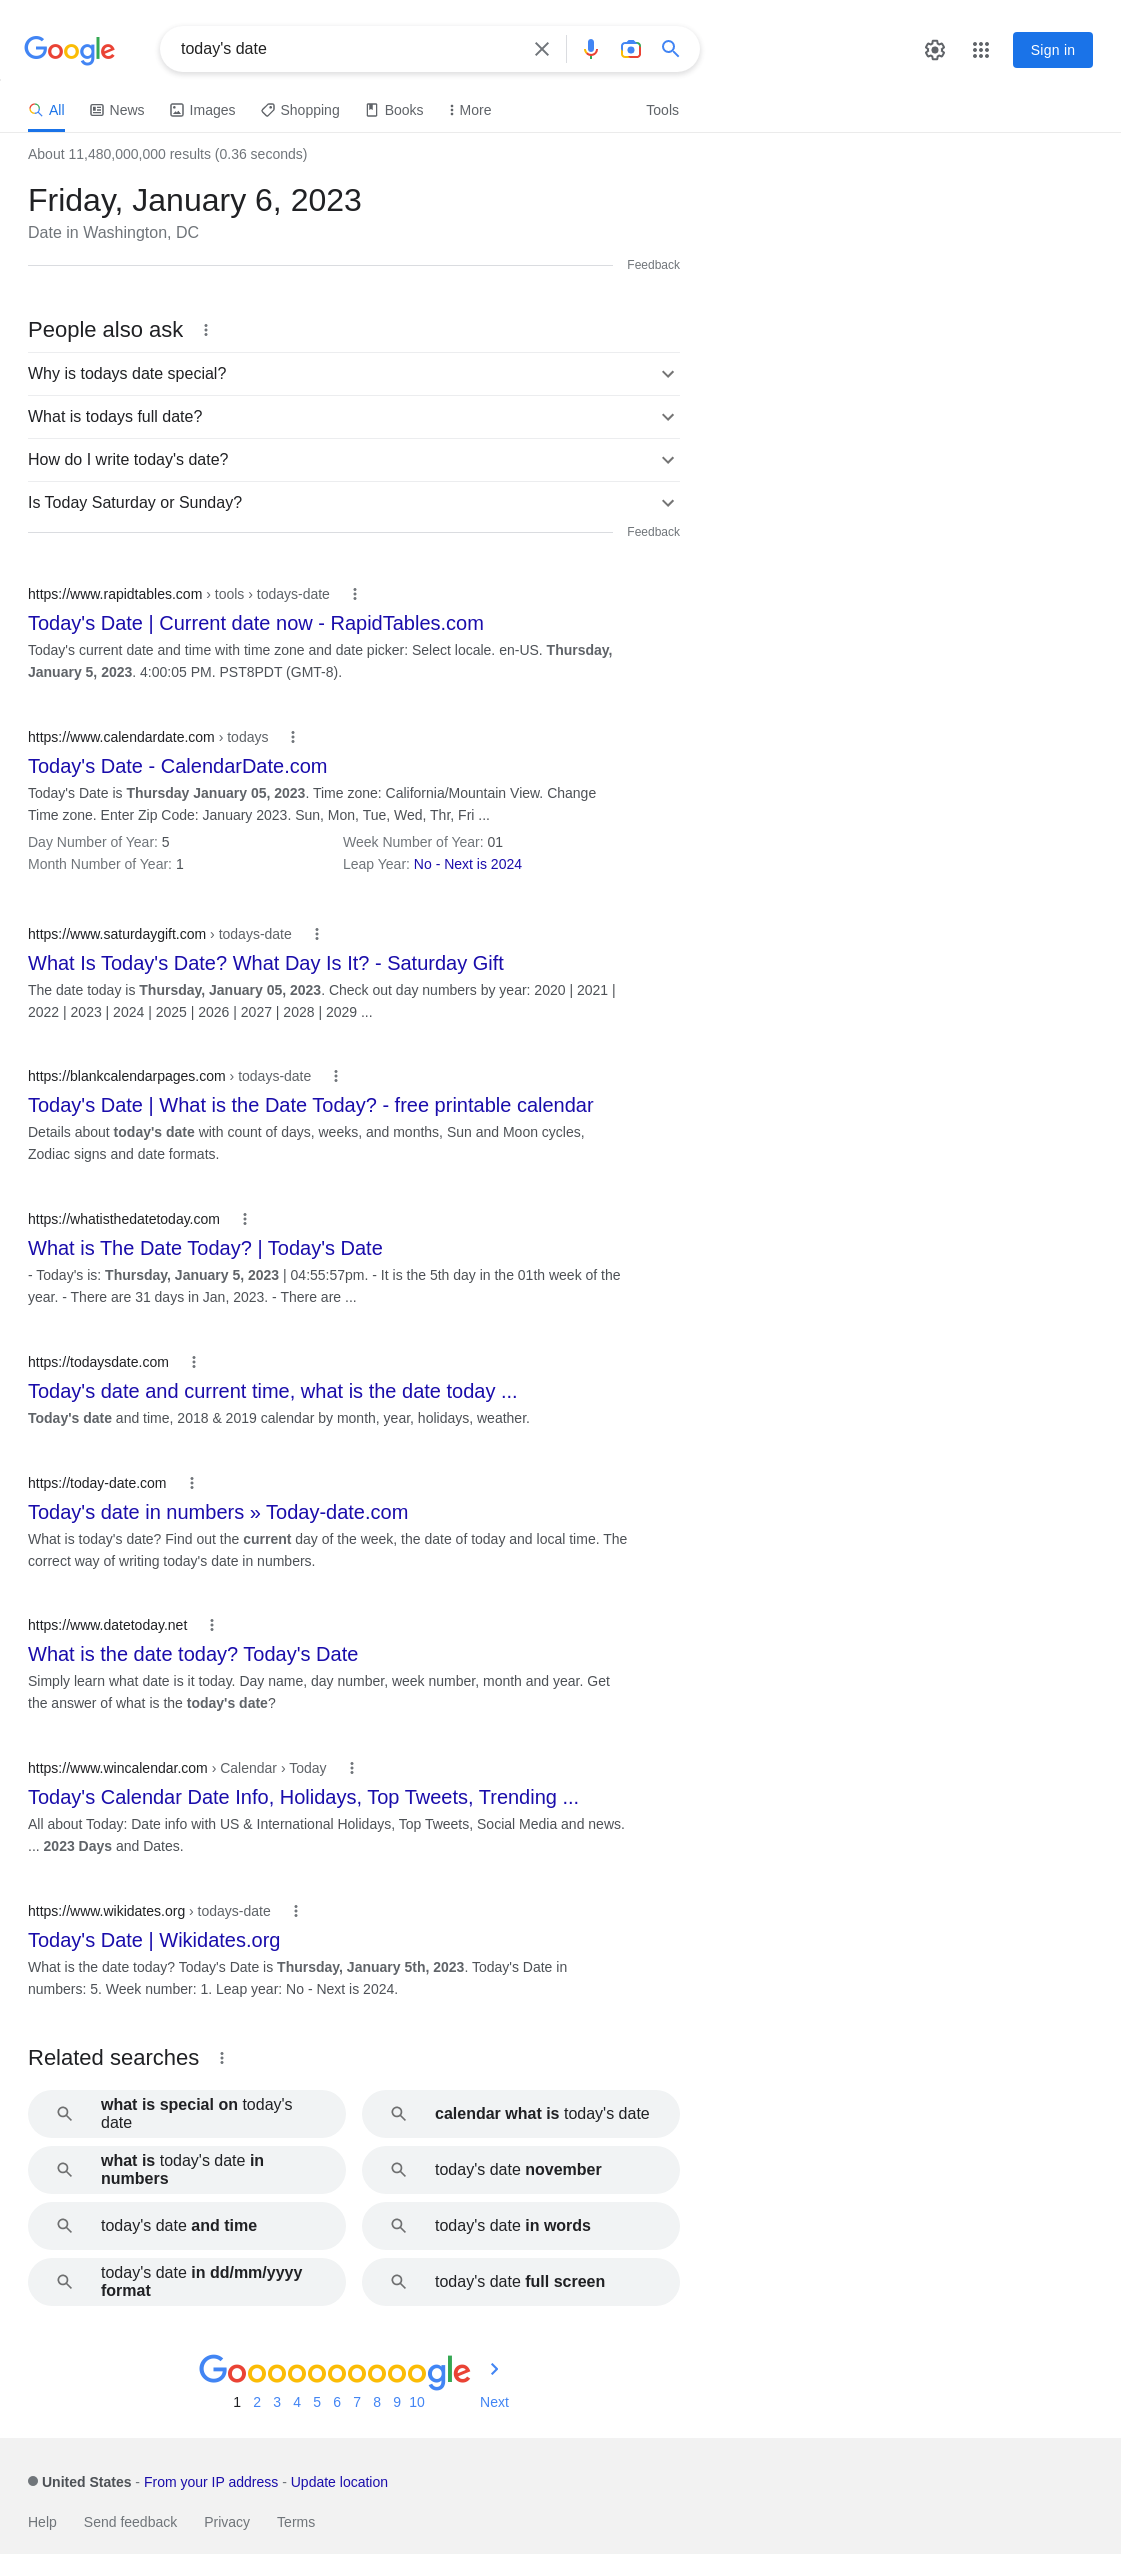 Google
today's date
Sign in
All
News
Images
Shopping
Books
More
Tools
About 11,480,000,000 results (0.36 seconds)
Friday, January 6, 2023
Date in Washington, DC
Feedback
People also ask
Why is todays date special?
What is todays full date?
How do I write today's date?
Is Today Saturday or Sunday?
Feedback
https://www.rapidtables.com › tools › todays-date
Today's Date | Current date now - RapidTables.com
Today's current date and time with time zone and date picker: Select locale. en-US. Thursday,
January 5, 2023. 4:00:05 PM. PST8PDT (GMT-8).
https://www.calendardate.com › todays
Today's Date - CalendarDate.com
Today's Date is Thursday January 05, 2023. Time zone: California/Mountain View. Change
Time zone. Enter Zip Code: January 2023. Sun, Mon, Tue, Wed, Thr, Fri ...
Day Number of Year: 5 Week Number of Year: 01
Month Number of Year: 1 Leap Year: No - Next is 2024
https://www.saturdaygift.com › todays-date
What Is Today's Date? What Day Is It? - Saturday Gift
The date today is Thursday, January 05, 2023. Check out day numbers by year: 2020 | 2021 |
2022 | 2023 | 2024 | 2025 | 2026 | 2027 | 2028 | 2029 ...
https://blankcalendarpages.com › todays-date
Today's Date | What is the Date Today? - free printable calendar
Details about today's date with count of days, weeks, and months, Sun and Moon cycles,
Zodiac signs and date formats.
https://whatisthedatetoday.com
What is The Date Today? | Today's Date
- Today's is: Thursday, January 5, 2023 | 04:55:57pm. - It is the 5th day in the 01th week of the
year. - There are 31 days in Jan, 2023. - There are ...
https://todaysdate.com
Today's date and current time, what is the date today ...
Today's date and time, 2018 & 2019 calendar by month, year, holidays, weather.
https://today-date.com
Today's date in numbers » Today-date.com
What is today's date? Find out the current day of the week, the date of today and local time. The
correct way of writing today's date in numbers.
https://www.datetoday.net
What is the date today? Today's Date
Simply learn what date is it today. Day name, day number, week number, month and year. Get
the answer of what is the today's date?
https://www.wincalendar.com › Calendar › Today
Today's Calendar Date Info, Holidays, Top Tweets, Trending ...
All about Today: Date info with US & International Holidays, Top Tweets, Social Media and news.
... 2023 Days and Dates.
https://www.wikidates.org › todays-date
Today's Date | Wikidates.org
What is the date today? Today's Date is Thursday, January 5th, 2023. Today's Date in
numbers: 5. Week number: 1. Leap year: No - Next is 2024.
Related searches
what is special on today's
date
calendar what is today's date
what is today's date in
numbers
today's date november
today's date and time
today's date in words
today's date in dd/mm/yyyy
format
today's date full screen
Goooooooooogle
1 2 3 4 5 6 7 8 9 10 Next
United States - From your IP address - Update location
Help Send feedback Privacy Terms